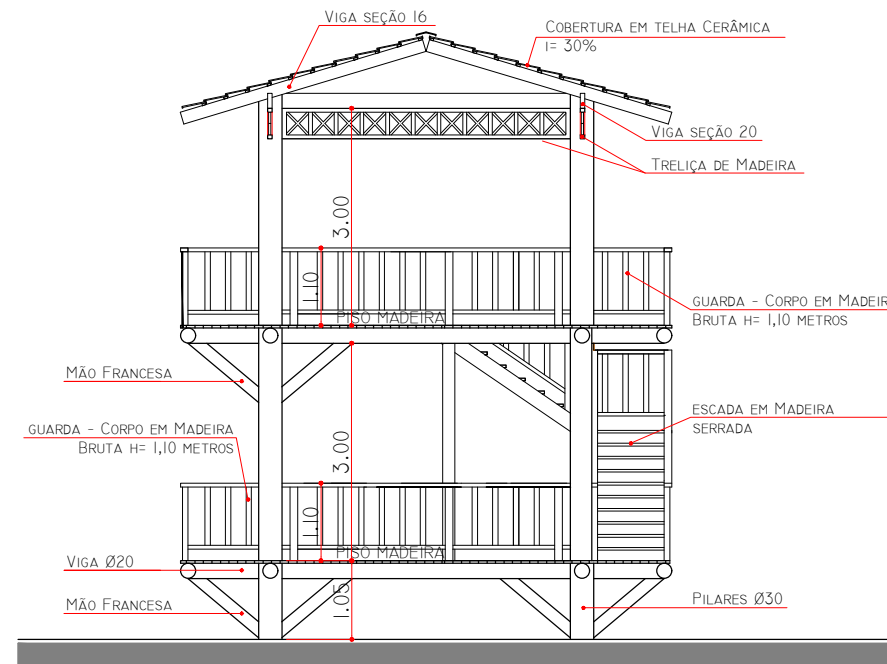 Viga seção 16
Cobertura em telha Cerâmica
i= 30%
Viga seção 20
Treliça de Madeira
3.00
1.10
Piso Madeira
guarda - Corpo em Madeir
Bruta h= 1,10 metros
Mão Francesa
escada em Madeira
serrada
guarda - Corpo em Madeira
Bruta h= 1,10 metros
3.00
1.10
Piso Madeira
Viga Ø20
Mão Francesa
1.05
Pilares Ø30